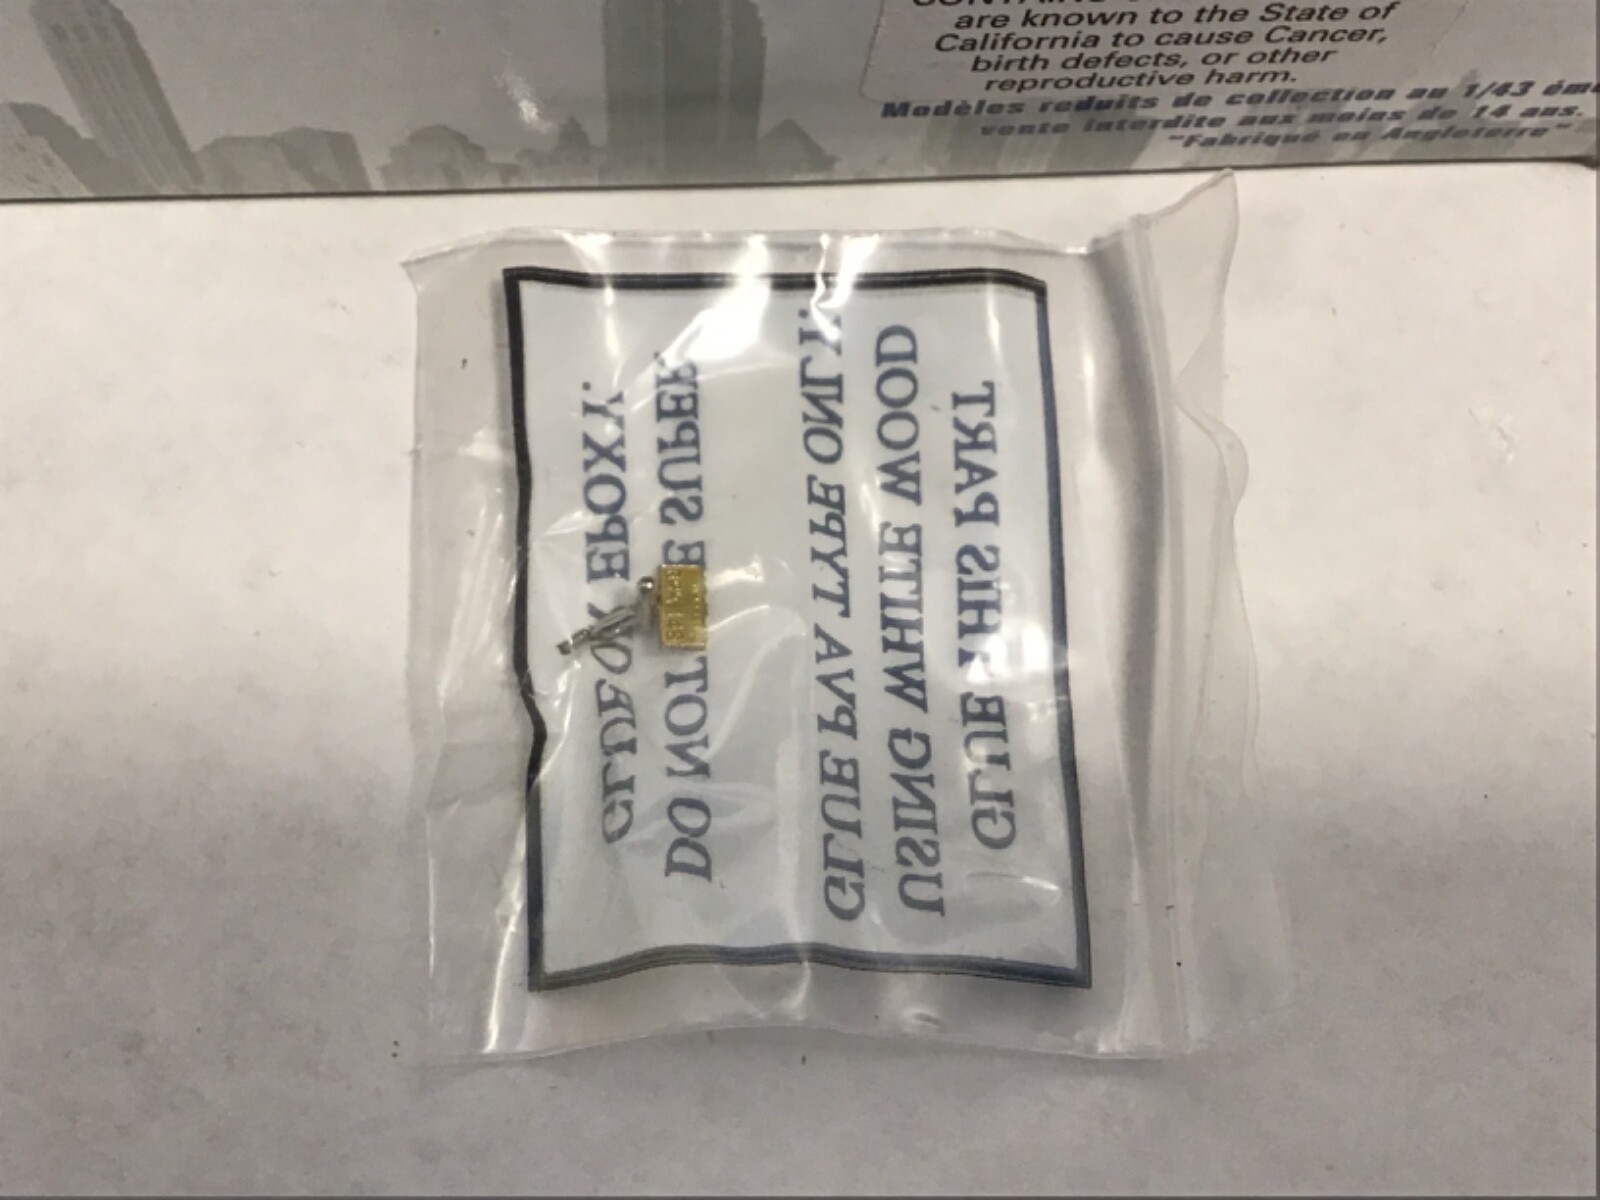 are known to the State of
California to cause Cancer,
birth defects, or other
reproductive harm.
Modèles reduits de collection au 1/43 ème
vente interdite aux moins de 14 ans.
"Fabriqué en Angleterre"
GLUE THIS PART
USING WHITE WOOD
GLUE PVA TYPE ONLY.
DO NOT SUPER
GLUE OR EPOXY.